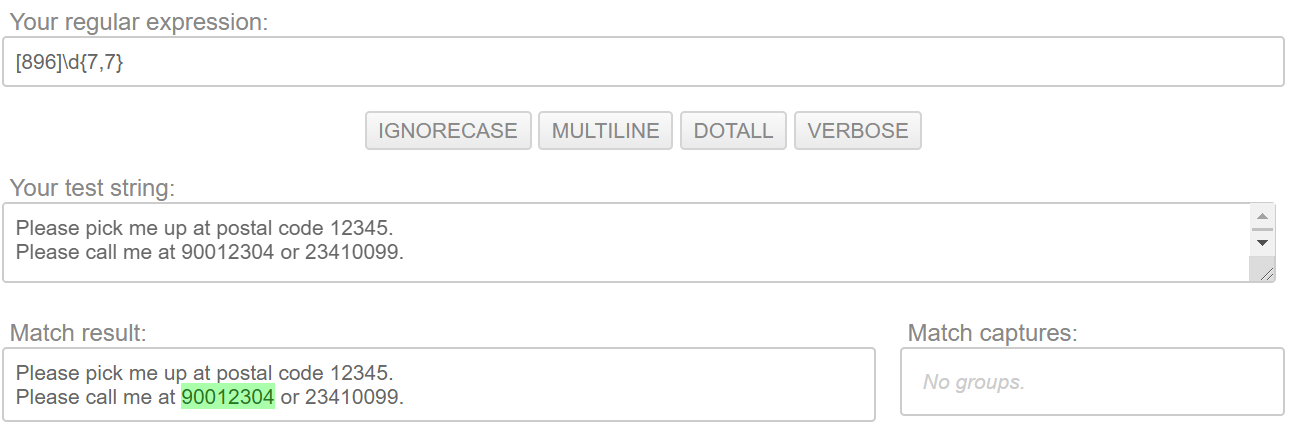 Your regular expression:
[896]\d{7,7}
IGNORECASE MULTILINE DOTALL VERBOSE
Your test string:
Please pick me up at postal code 12345.
Please call me at 90012304 or 23410099.
Match result:
Please pick me up at postal code 12345.
Please call me at 90012304 or 23410099.
Match captures:
No groups.